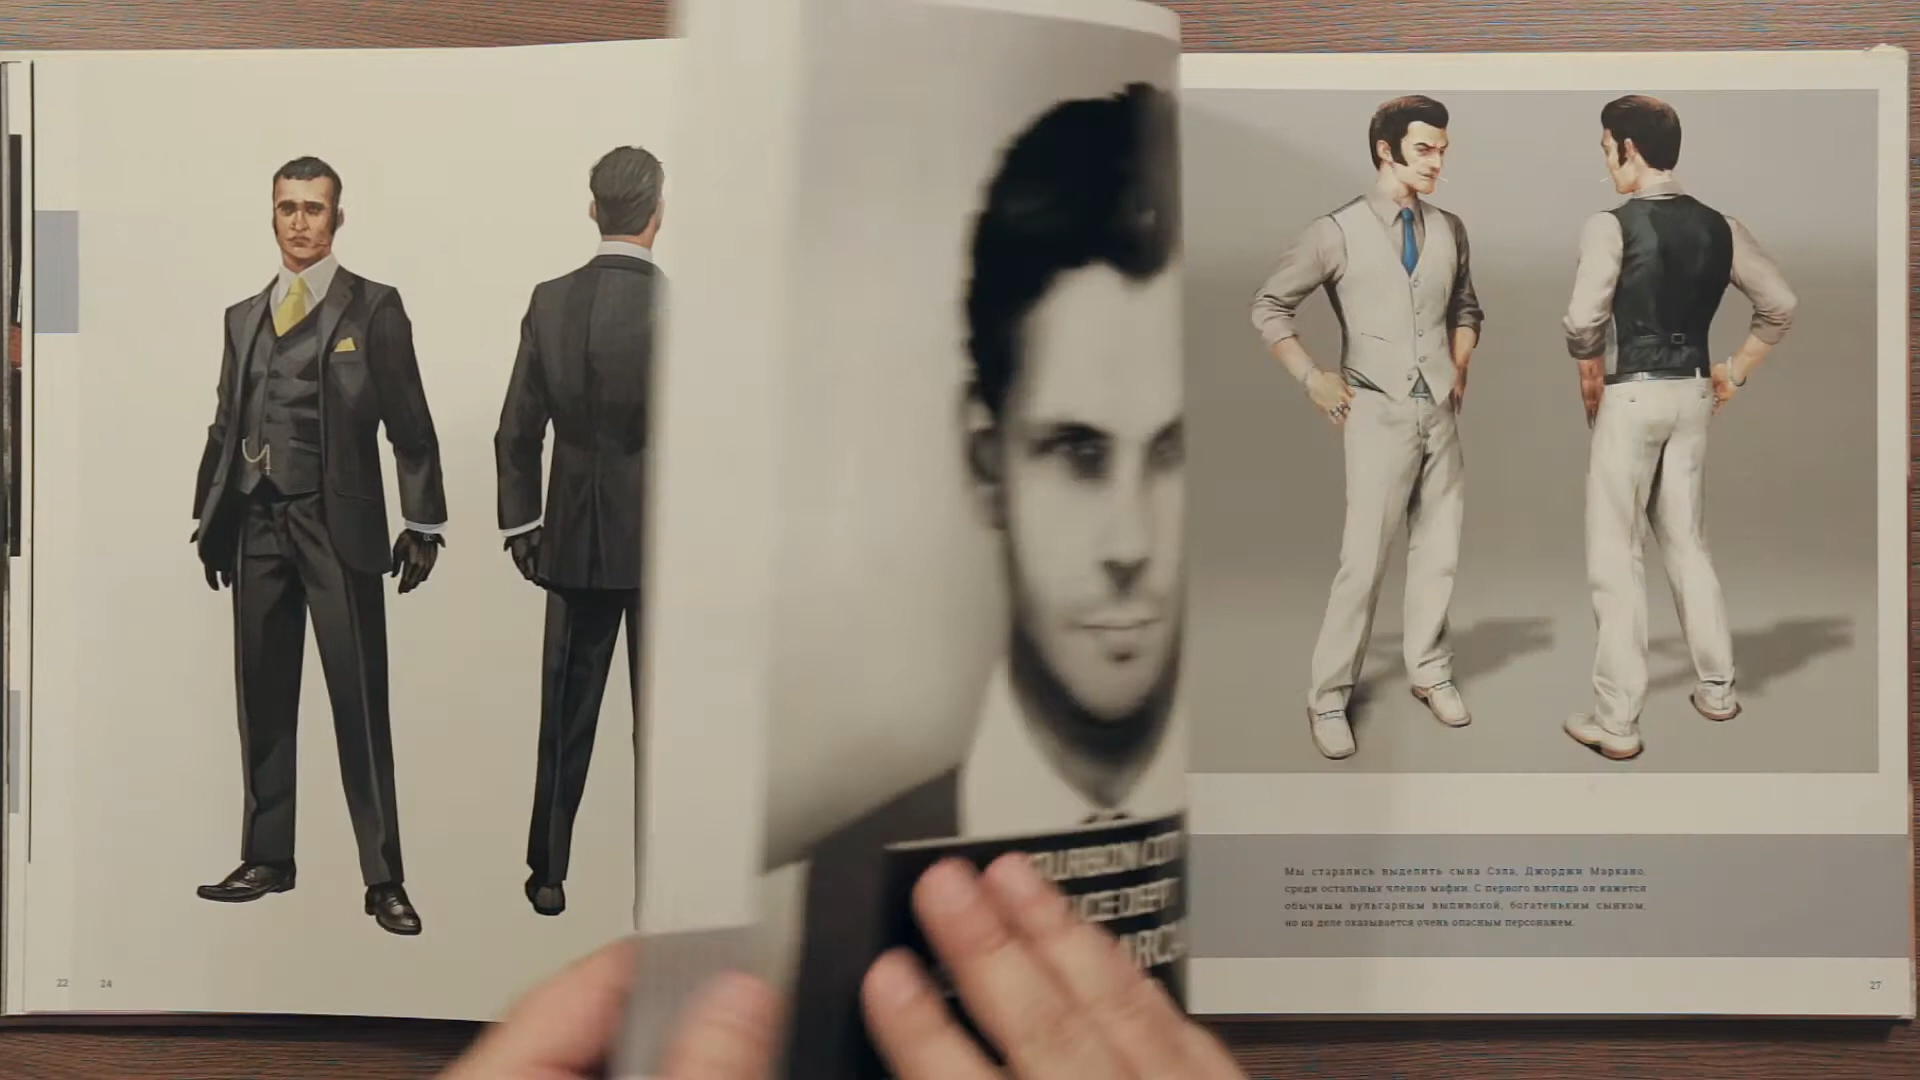 22
24
Мы старались выделить сына Сэла, Джорджи Маркано,
среди остальных членов мафии. С первого взгляда он кажется
обычным вульгарным выпивохой, богатеньким сынком,
но на деле оказывается очень опасным персонажем.
27